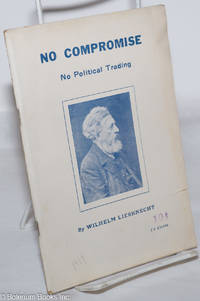 NO COMPROMISE
No Political Trading
By WILHELM LIEBKNECHT
© Bolerium Books Inc.